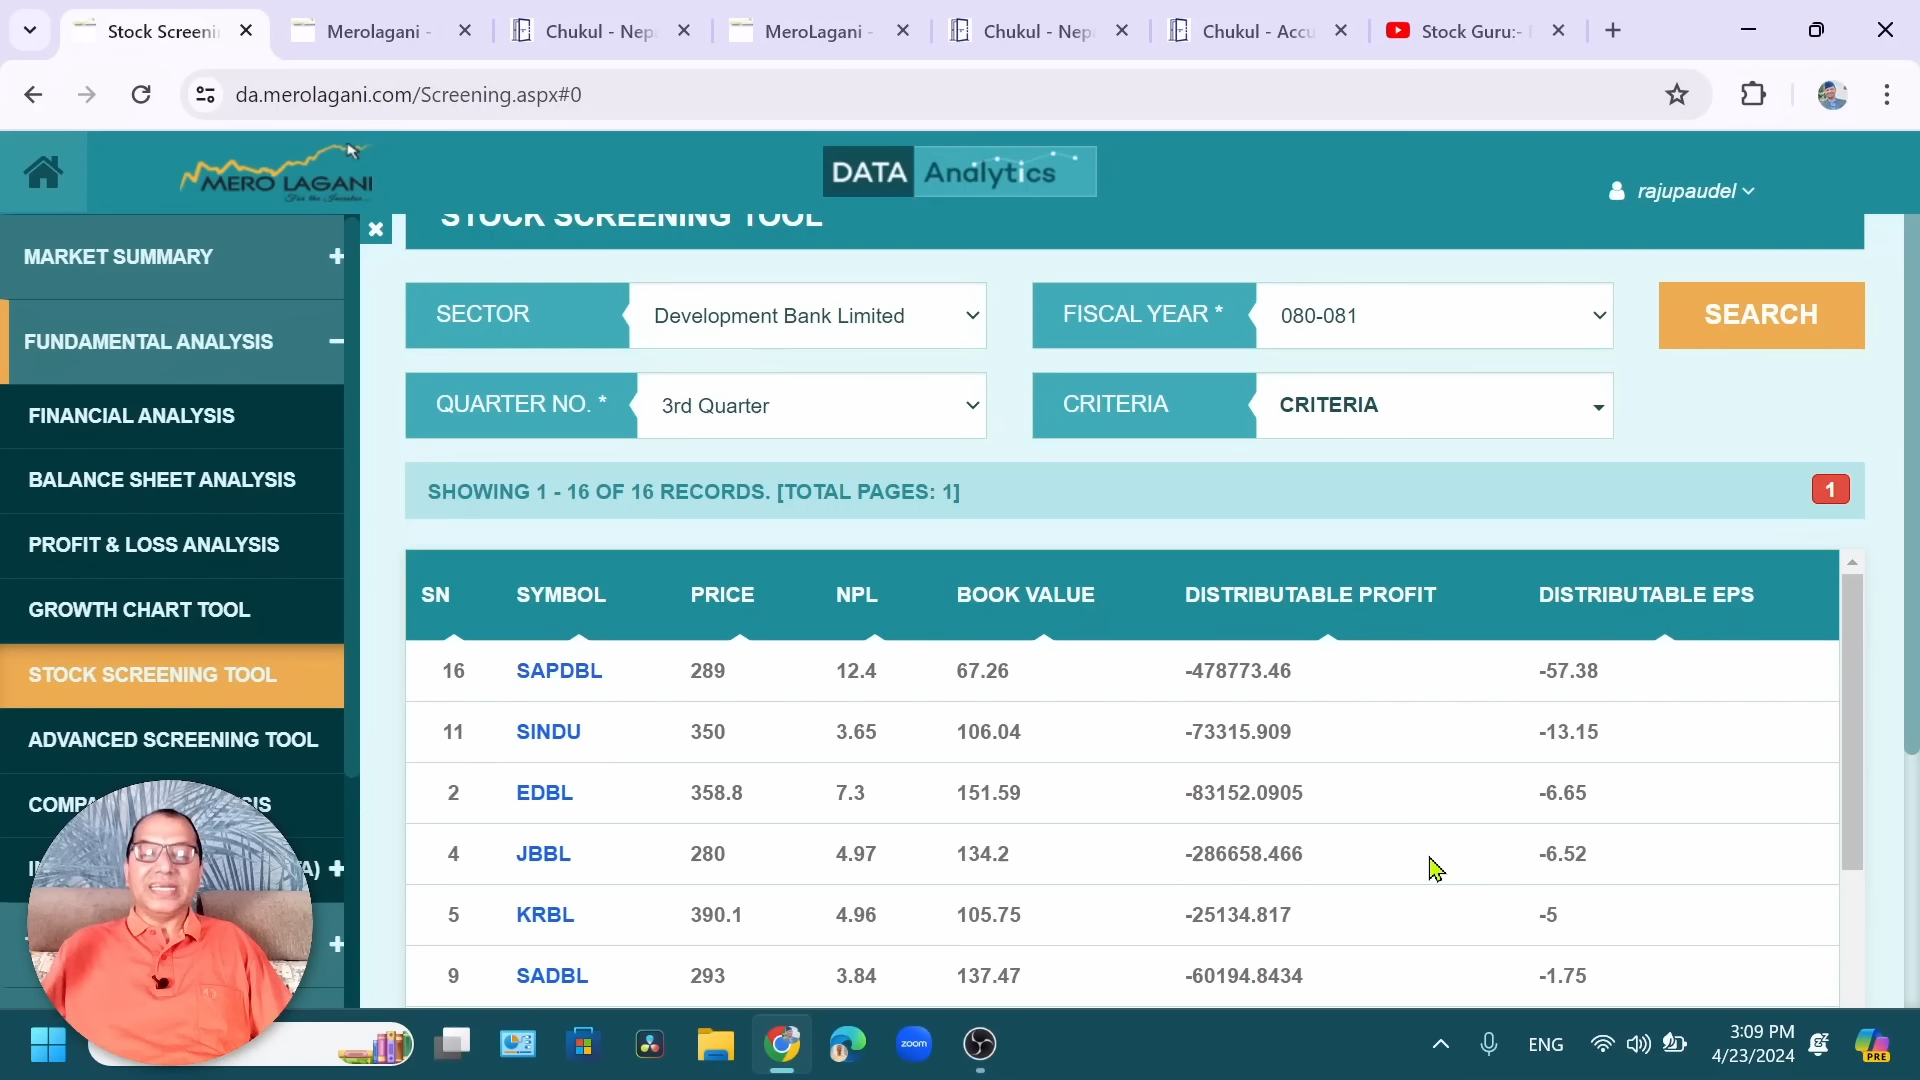 Stock Screeni
Merolagani -
Chukul - Nep
MeroLagani -
Chukul - Nep
Chukul - Accu
Stock Guru:-
da.merolagani.com/Screening.aspx#0
MERO LAGANI
For the Investor...
DATA Analytics
rajupaudel
STOCK SCREENING TOOL
MARKET SUMMARY
FUNDAMENTAL ANALYSIS
FINANCIAL ANALYSIS
BALANCE SHEET ANALYSIS
PROFIT & LOSS ANALYSIS
GROWTH CHART TOOL
STOCK SCREENING TOOL
ADVANCED SCREENING TOOL
SECTOR
Development Bank Limited
FISCAL YEAR *
080-081
SEARCH
QUARTER NO. *
3rd Quarter
CRITERIA
CRITERIA
SHOWING 1 - 16 OF 16 RECORDS. [TOTAL PAGES: 1]
1
SN SYMBOL PRICE NPL BOOK VALUE DISTRIBUTABLE PROFIT DISTRIBUTABLE EPS
16 SAPDBL 289 12.4 67.26 -478773.46 -57.38
11 SINDU 350 3.65 106.04 -73315.909 -13.15
2 EDBL 358.8 7.3 151.59 -83152.0905 -6.65
4 JBBL 280 4.97 134.2 -286658.466 -6.52
5 KRBL 390.1 4.96 105.75 -25134.817 -5
9 SADBL 293 3.84 137.47 -60194.8434 -1.75
zoom
ENG
3:09 PM
4/23/2024
PRE